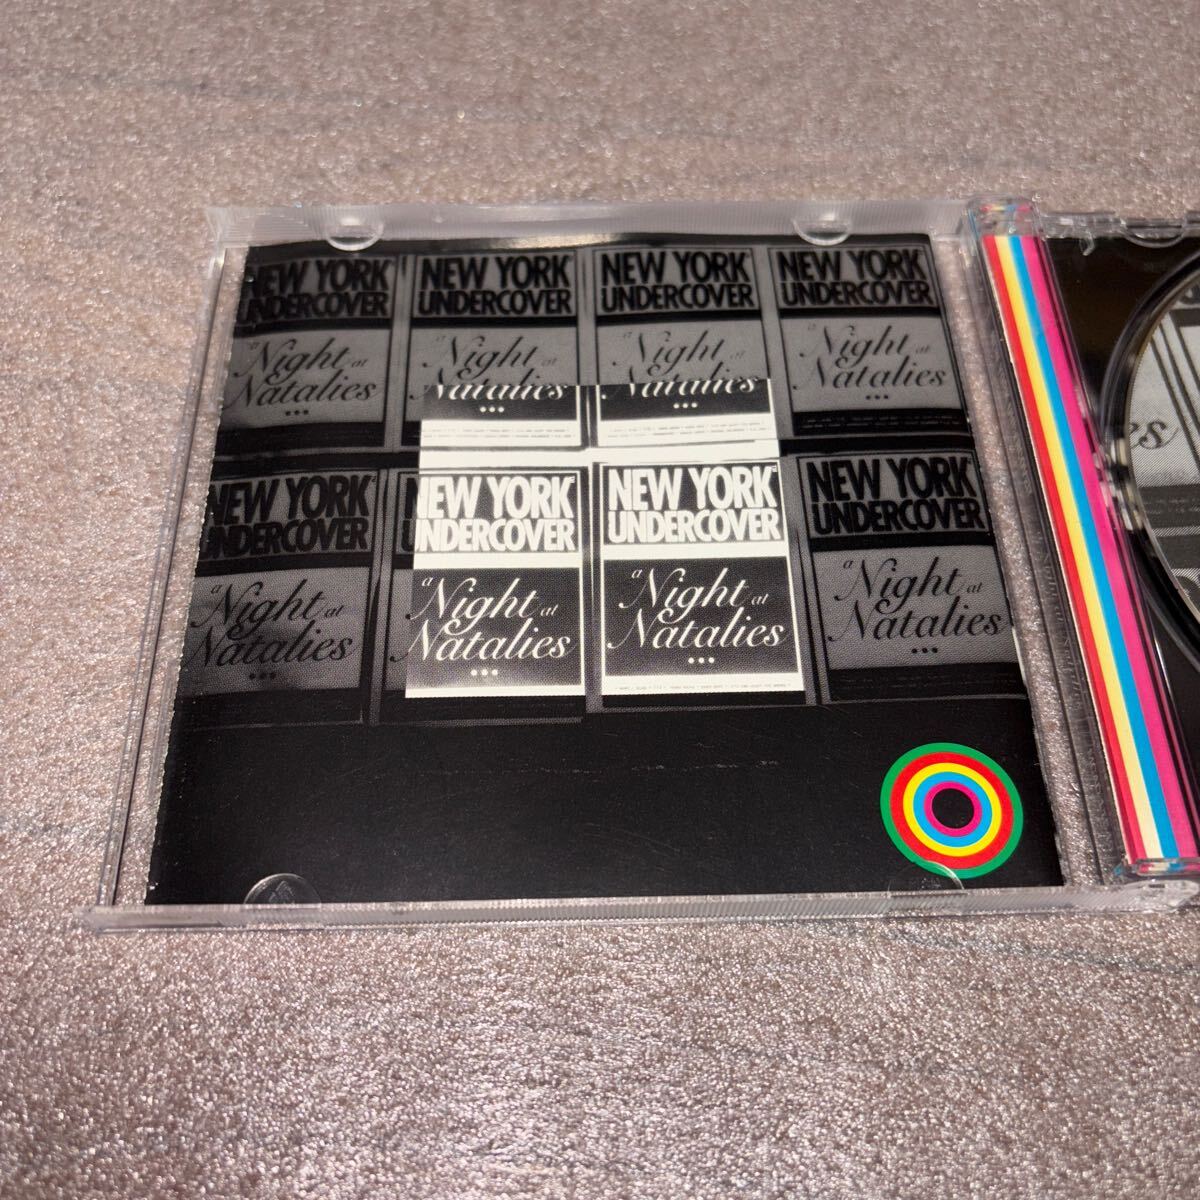 NEW YORK
UNDERCOVER
a Night at
Natalies
...
NEW YORK
UNDERCOVER
a Night at
Natalies
...
NEW YORK
UNDERCOVER
a Night at
Natalies
...
NEW YORK
UNDERCOVER
a Night at
Natalies
...
NEW YORK
UNDERCOVER
a Night at
Natalies
...
NEW YORK
UNDERCOVER
a Night at
Natalies
...
NEW YORK
UNDERCOVER
a Night at
Natalies
...
NEW YORK
UNDERCOVER
a Night at
Natalies
...